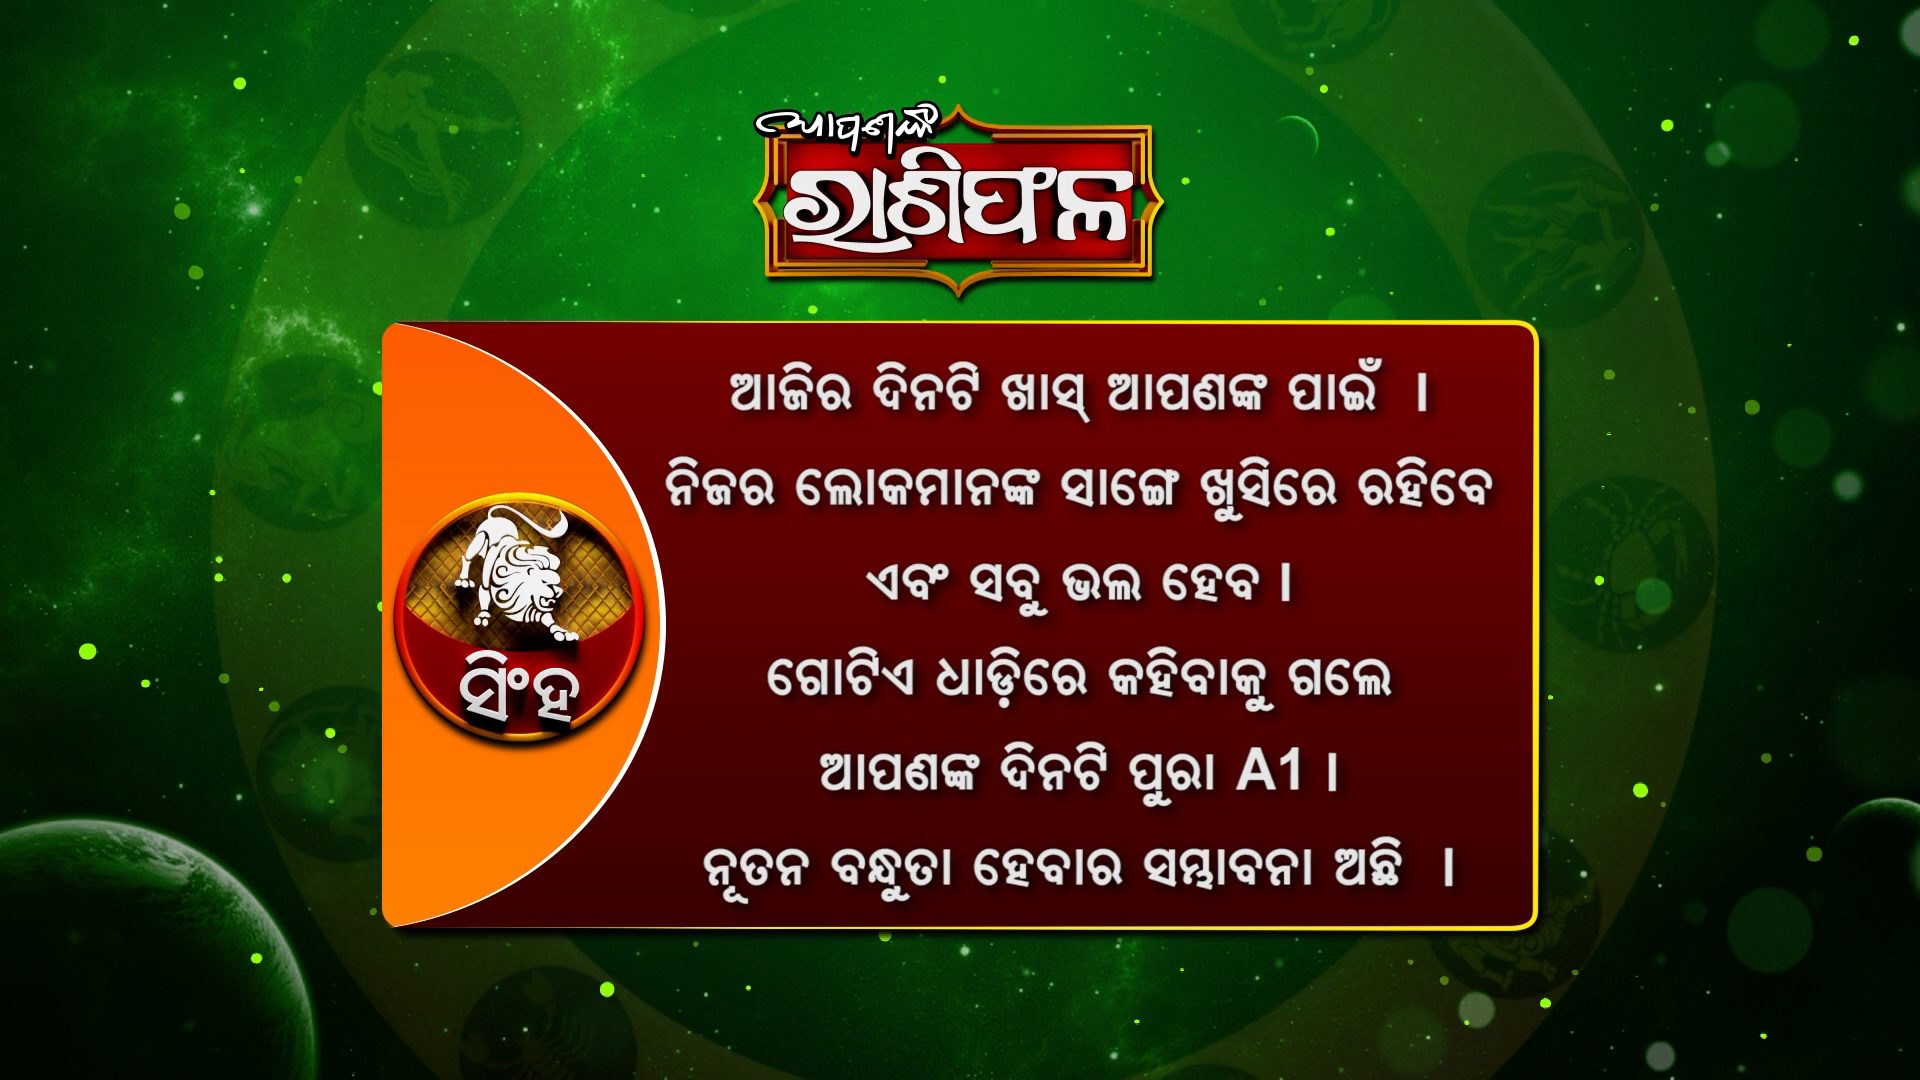 ଆପଣଙ୍କ
ରାଶିଫଳ
ଆଜିର ଦିନଟି ଖାସ୍ ଆପଣଙ୍କ ପାଇଁ ।
ନିଜର ଲୋକମାନଙ୍କ ସାଙ୍ଗେ ଖୁସିରେ ରହିବେ
ଏବଂ ସବୁ ଭଲ ହେବ ।
ଗୋଟିଏ ଧାଡ଼ିରେ କହିବାକୁ ଗଲେ
ଆପଣଙ୍କ ଦିନଟି ପୁରା A1 ।
ନୂତନ ବନ୍ଧୁତା ହେବାର ସମ୍ଭାବନା ଅଛି ।
ସିଂହ